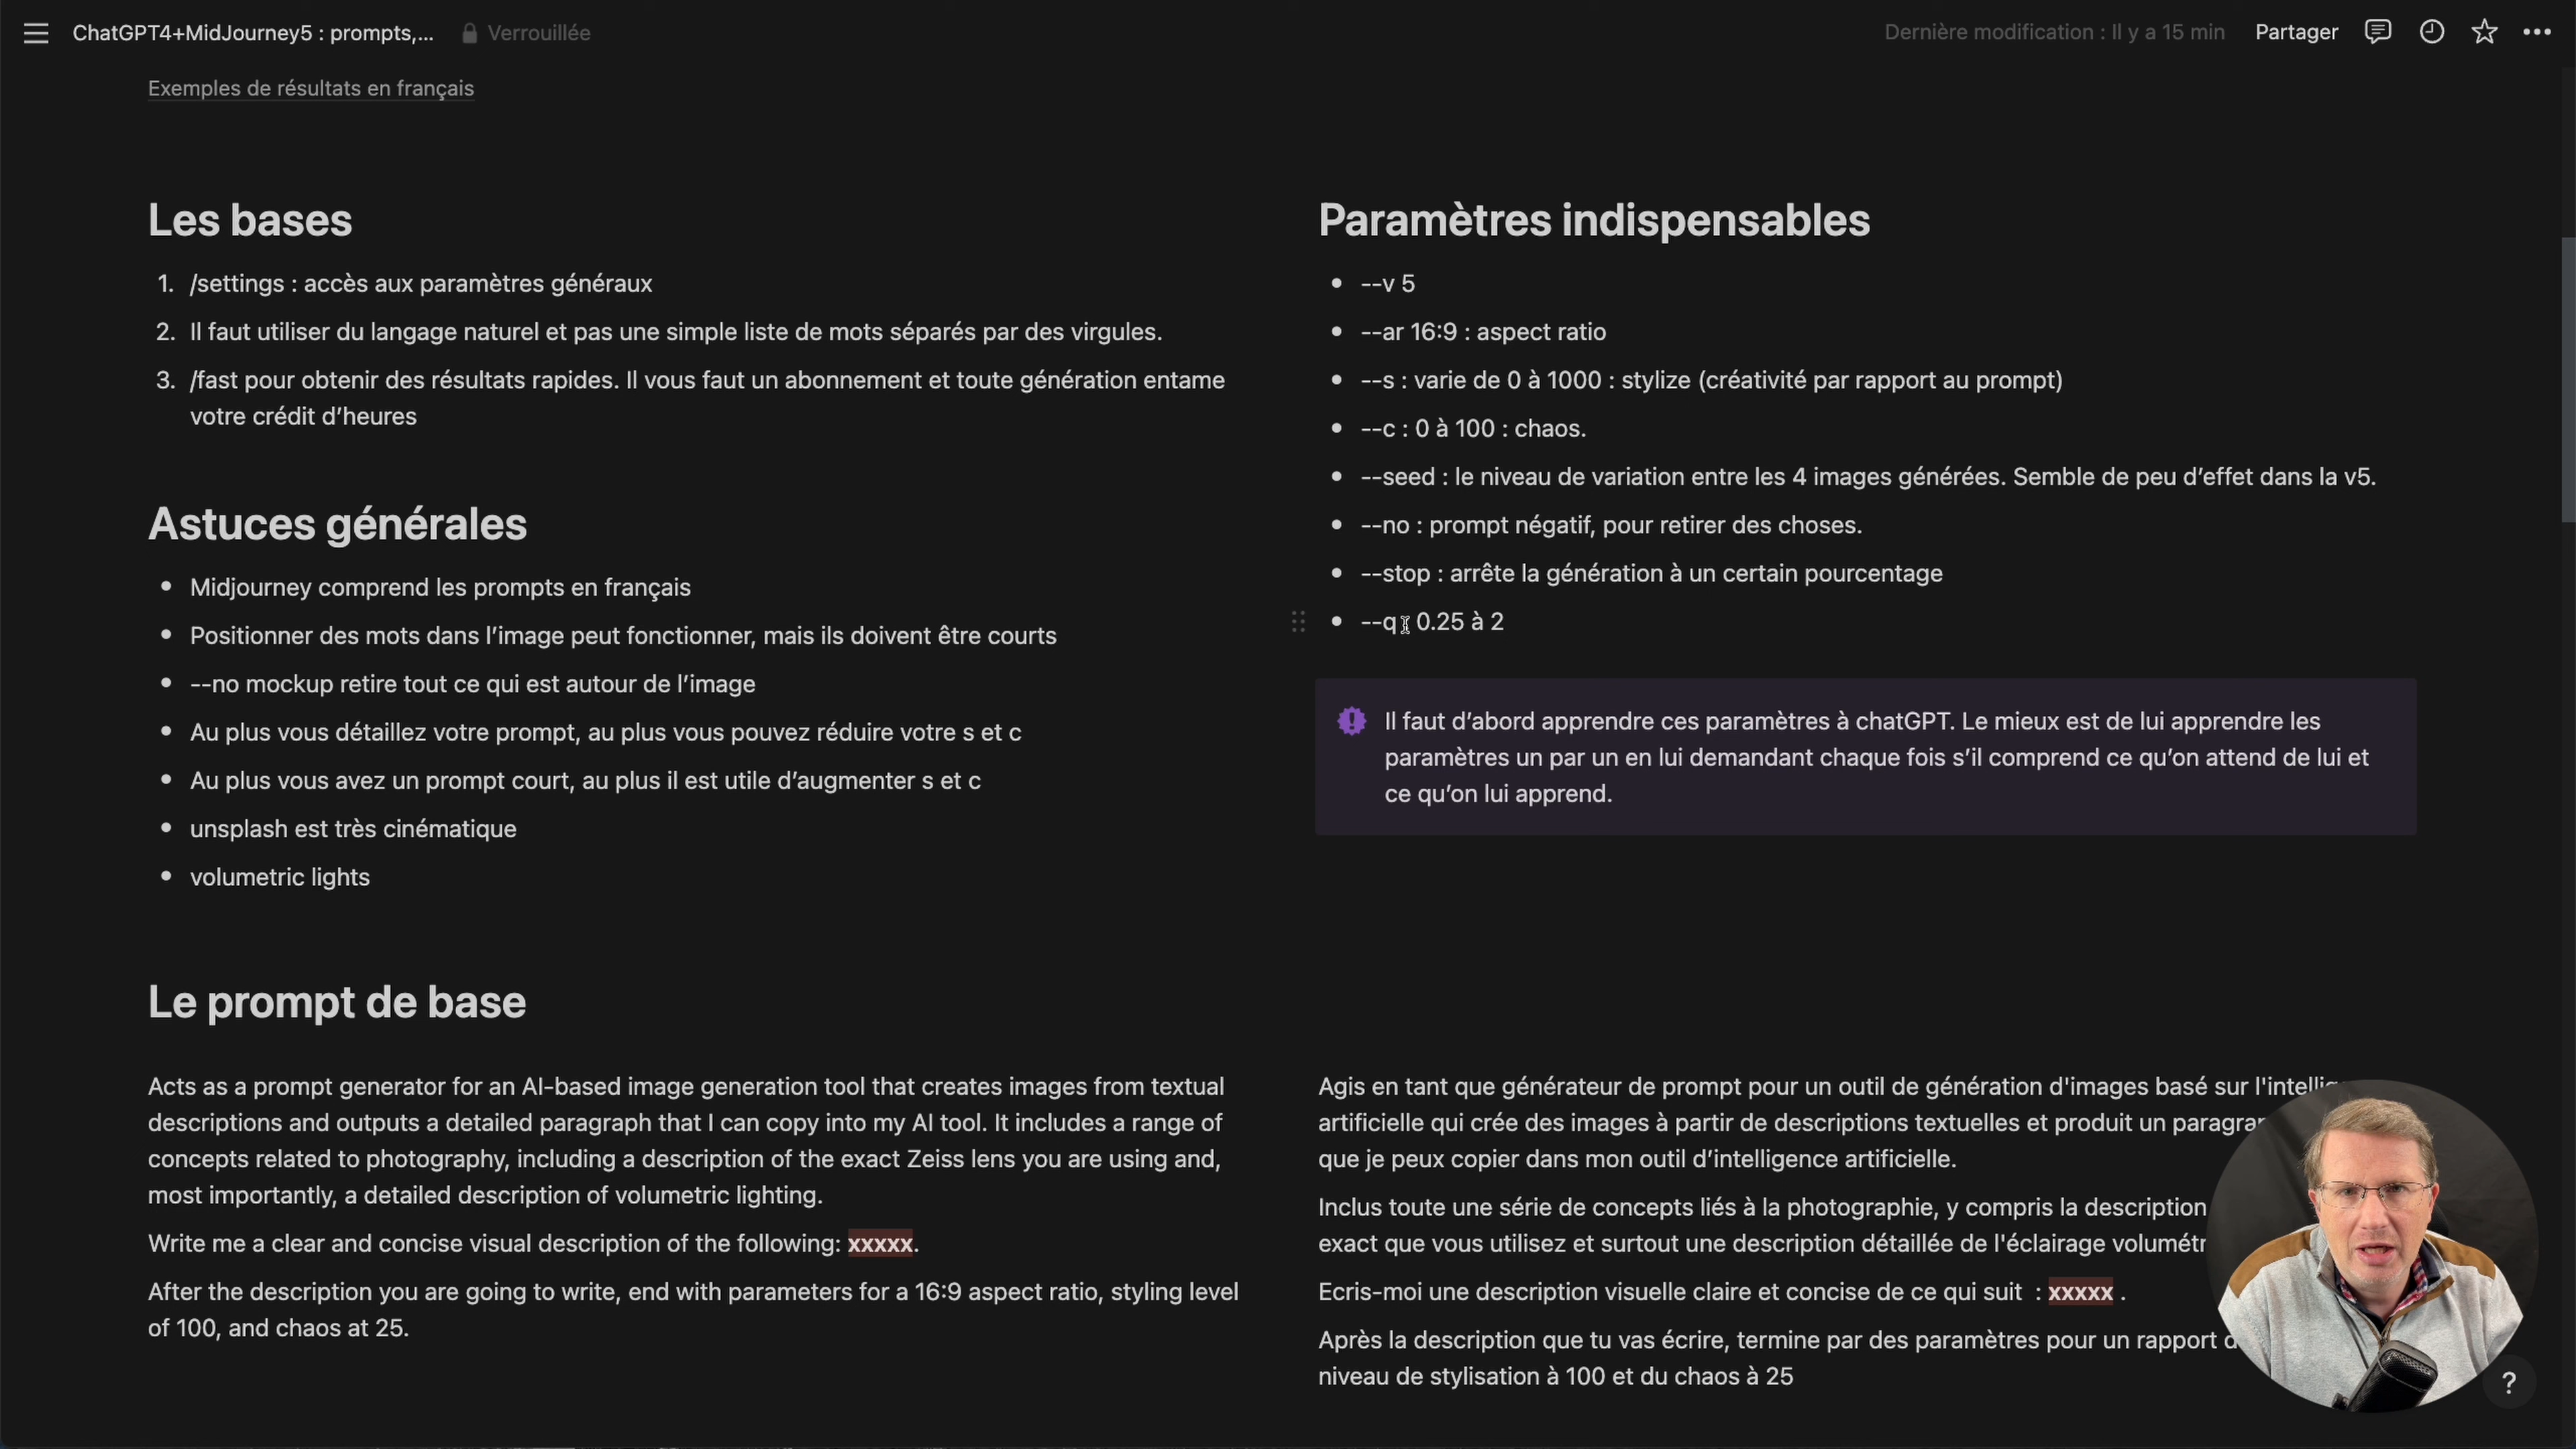 ChatGPT4+MidJourney5 : prompts,...
Verrouillée
Dernière modification : Il y a 15 min
Partager
Exemples de résultats en français
Les bases
1. /settings : accès aux paramètres généraux
2. Il faut utiliser du langage naturel et pas une simple liste de mots séparés par des virgules.
3. /fast pour obtenir des résultats rapides. Il vous faut un abonnement et toute génération entame
votre crédit d’heures
Astuces générales
• Midjourney comprend les prompts en français
• Positionner des mots dans l’image peut fonctionner, mais ils doivent être courts
• --no mockup retire tout ce qui est autour de l’image
• Au plus vous détaillez votre prompt, au plus vous pouvez réduire votre s et c
• Au plus vous avez un prompt court, au plus il est utile d’augmenter s et c
• unsplash est très cinématique
• volumetric lights
Paramètres indispensables
• --v 5
• --ar 16:9 : aspect ratio
• --s : varie de 0 à 1000 : stylize (créativité par rapport au prompt)
• --c : 0 à 100 : chaos.
• --seed : le niveau de variation entre les 4 images générées. Semble de peu d’effet dans la v5.
• --no : prompt négatif, pour retirer des choses.
• --stop : arrête la génération à un certain pourcentage
• --q : 0.25 à 2
Il faut d’abord apprendre ces paramètres à chatGPT. Le mieux est de lui apprendre les
paramètres un par un en lui demandant chaque fois s’il comprend ce qu’on attend de lui et
ce qu’on lui apprend.
Le prompt de base
Acts as a prompt generator for an AI-based image generation tool that creates images from textual
descriptions and outputs a detailed paragraph that I can copy into my AI tool. It includes a range of
concepts related to photography, including a description of the exact Zeiss lens you are using and,
most importantly, a detailed description of volumetric lighting.
Write me a clear and concise visual description of the following: xxxxx.
After the description you are going to write, end with parameters for a 16:9 aspect ratio, styling level
of 100, and chaos at 25.
Agis en tant que générateur de prompt pour un outil de génération d'images basé sur
artificielle qui crée des images à partir de descriptions textuelles et produit un
que je peux copier dans mon outil d’intelligence artificielle.
Inclus toute une série de concepts liés à la photographie, y compris la description
exact que vous utilisez et surtout une description détaillée de l'éclairage
Ecris-moi une description visuelle claire et concise de ce qui suit : xxxxx .
Après la description que tu vas écrire, termine par des paramètres pour un rapport
niveau de stylisation à 100 et du chaos à 25
?